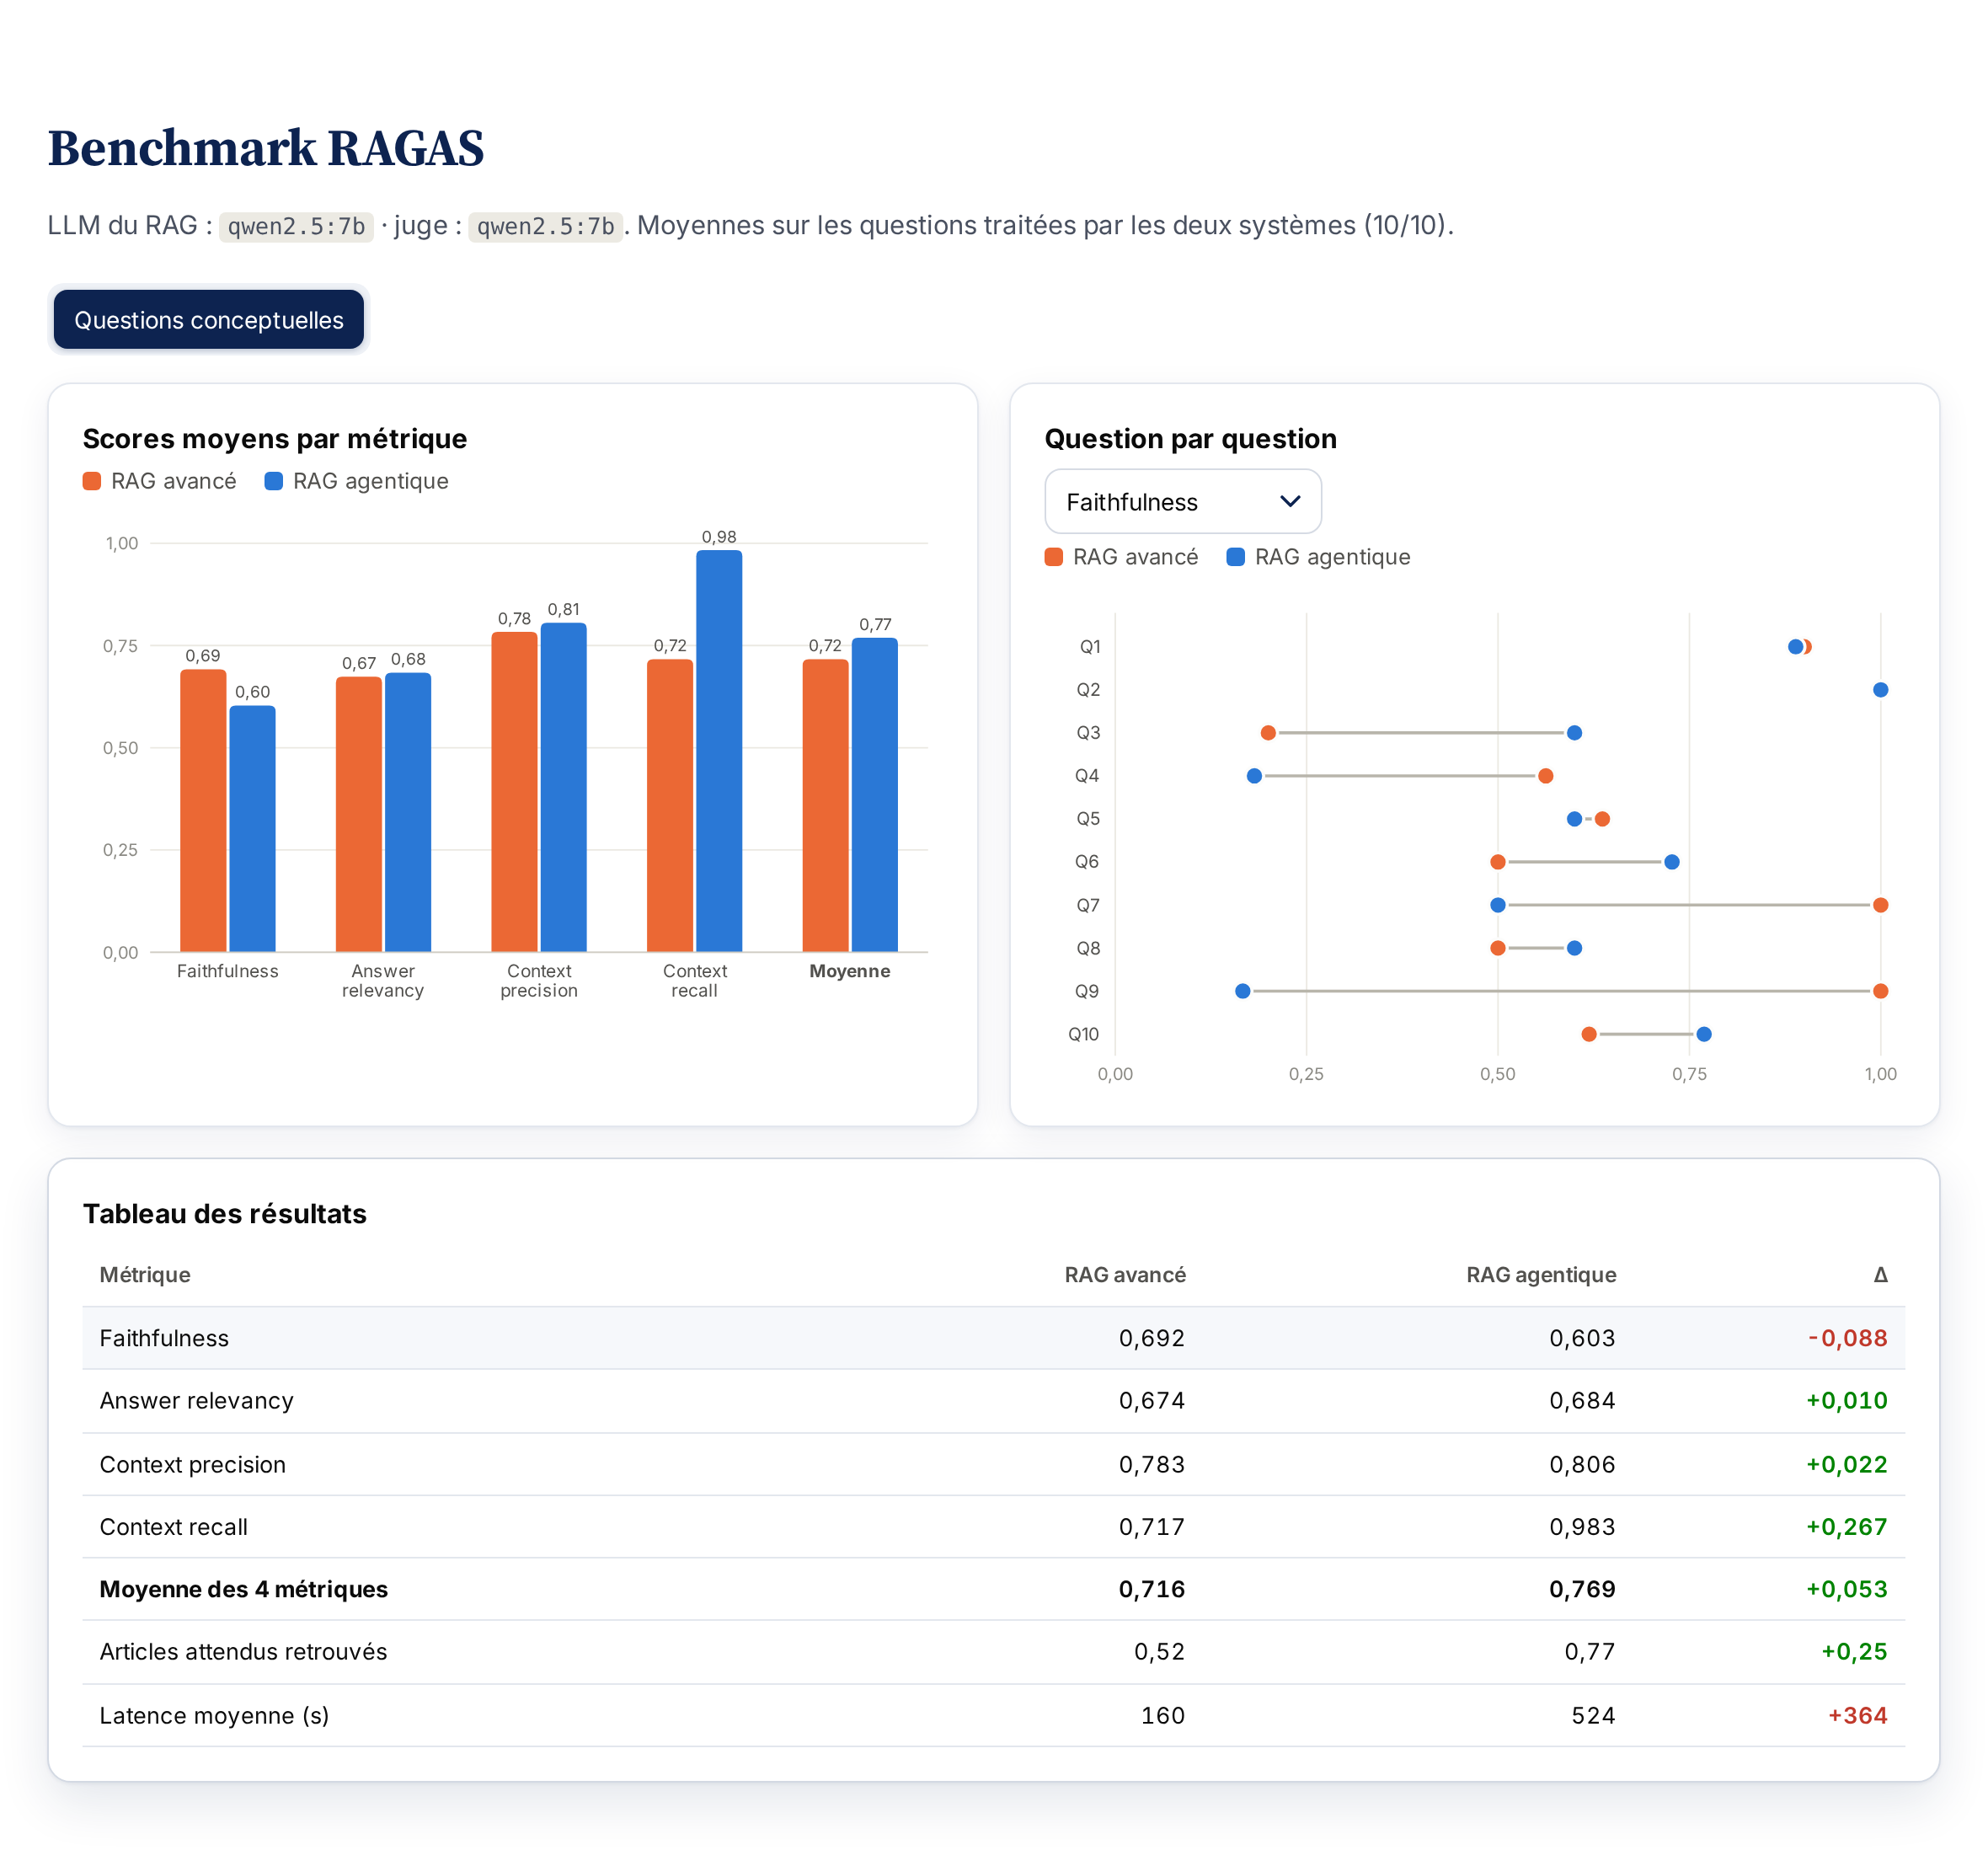 Benchmark RAGAS
LLM du RAG : qwen2.5:7b · juge : qwen2.5:7b. Moyennes sur les questions traitées par les deux systèmes (10/10).
Questions conceptuelles
Scores moyens par métrique
RAG avancé RAG agentique
1,00
0,75
0,50
0,25
0,00
0,69 0,60
0,67 0,68
0,78 0,81
0,72 0,98
0,72 0,77
Faithfulness
Answer
relevancy
Context
precision
Context
recall
Moyenne
Question par question
Faithfulness
RAG avancé RAG agentique
Q1
Q2
Q3
Q4
Q5
Q6
Q7
Q8
Q9
Q10
0,00 0,25 0,50 0,75 1,00
Tableau des résultats
Métrique RAG avancé RAG agentique Δ
Faithfulness 0,692 0,603 -0,088
Answer relevancy 0,674 0,684 +0,010
Context precision 0,783 0,806 +0,022
Context recall 0,717 0,983 +0,267
Moyenne des 4 métriques 0,716 0,769 +0,053
Articles attendus retrouvés 0,52 0,77 +0,25
Latence moyenne (s) 160 524 +364